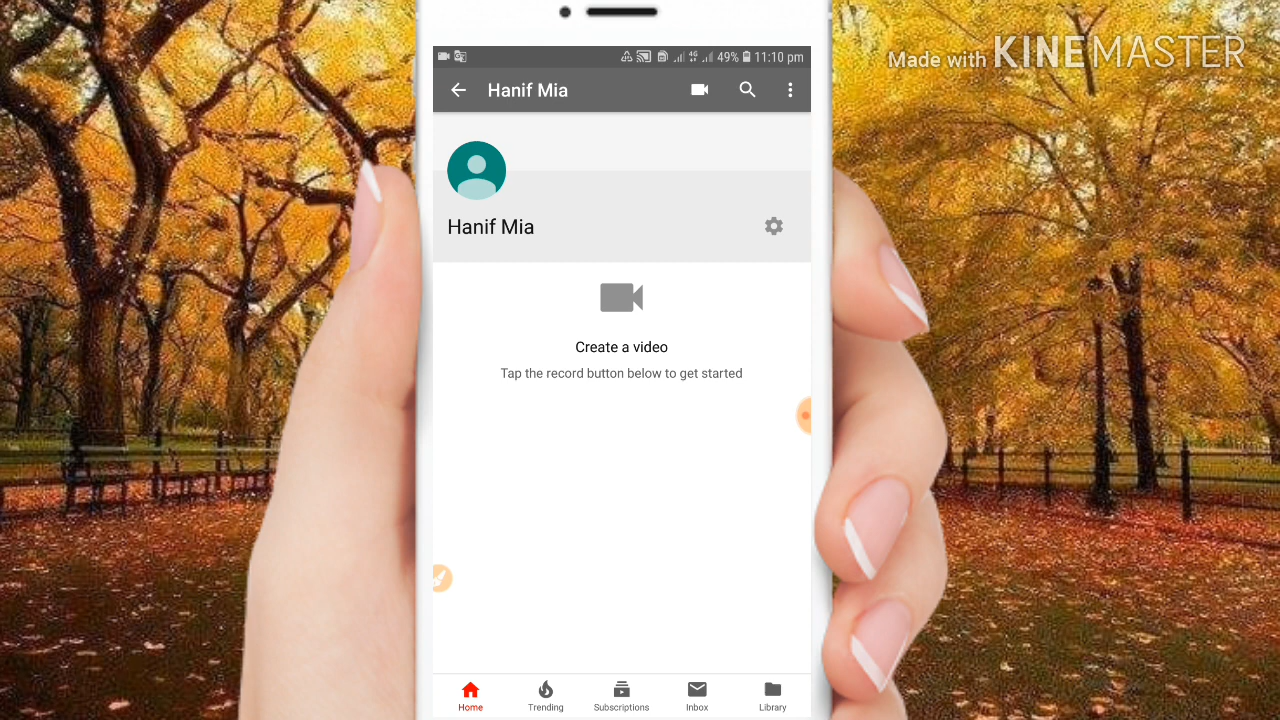 Made with KINEMASTER
49% 11:10 pm
Hanif Mia
Hanif Mia
Create a video
Tap the record button below to get started
Home Trending Subscriptions Inbox Library